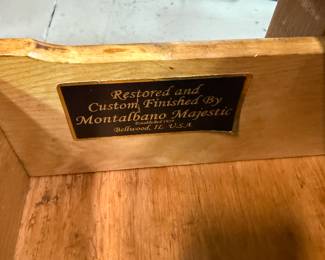 Restored and
Custom Finished By
Montalbano Majestic
Bellwood, IL U.S.A.